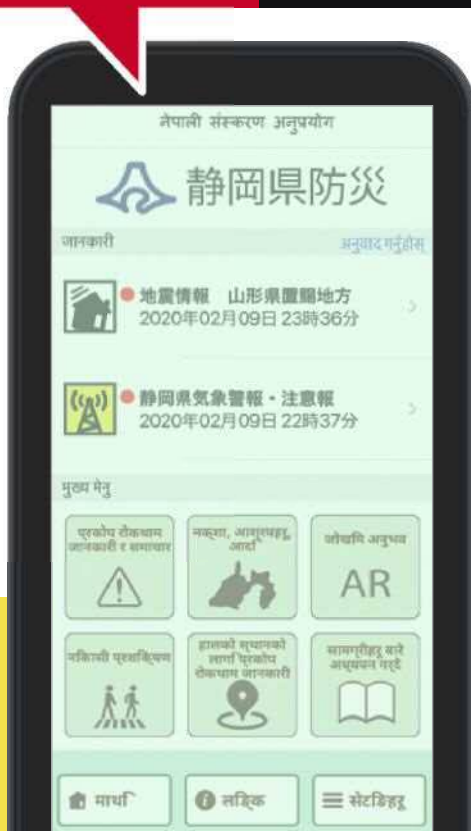 नेपाली संस्करण अनुप्रयोग
静岡県防災
जानकारी
अनुवाद गर्नुहोस्
地震情報 山形県置賜地方
2020年02月09日 23時36分
静岡県気象警報・注意報
2020年02月09日 22時37分
मुख्य मेनु
प्रकोप रोकथाम
जानकारी र समाचार
नक्शा, आश्रयहरू,
आदि
जोखिम अनुभव
AR
निकासी प्रशिक्षण
हालको स्थानको
लागि प्रकोप
रोकथाम जानकारी
सामग्रीहरू बारे
अध्ययन गर्दै
माथि
लिङ्क
सेटिङहरू